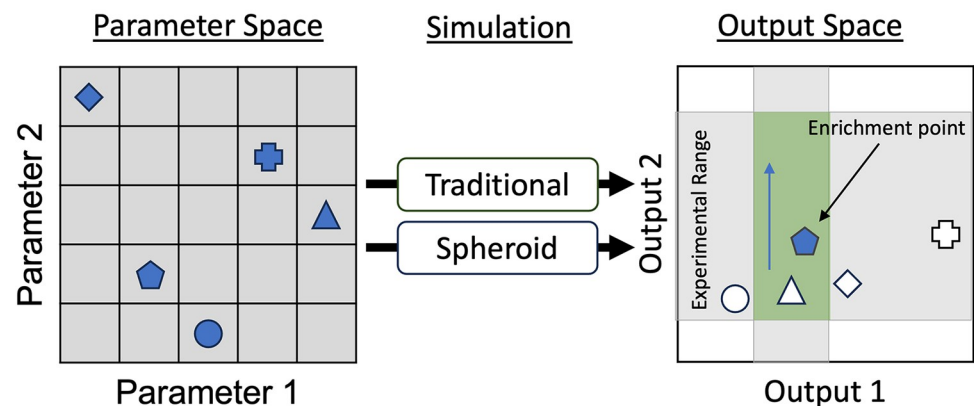 Parameter Space
Simulation
Output Space
Parameter 2
Parameter 1
Traditional
Spheroid
Output 2
Experimental Range
Enrichment point
Output 1